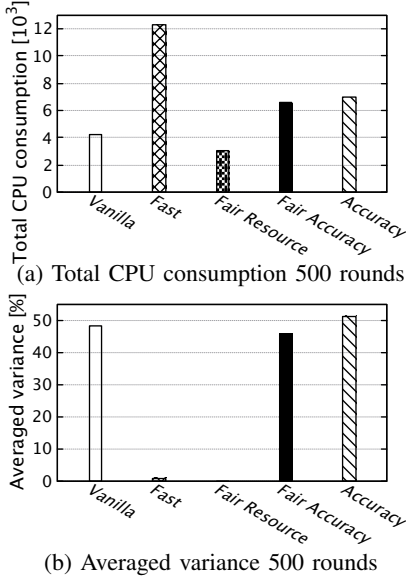 Total CPU consumption [10³]
12
10
8
6
4
2
0
Vanilla
Fast
Fair Resource
Fair Accuracy
Accuracy
(a) Total CPU consumption 500 rounds
Averaged variance [%]
50
40
30
20
10
0
Vanilla
Fast
Fair Resource
Fair Accuracy
Accuracy
(b) Averaged variance 500 rounds